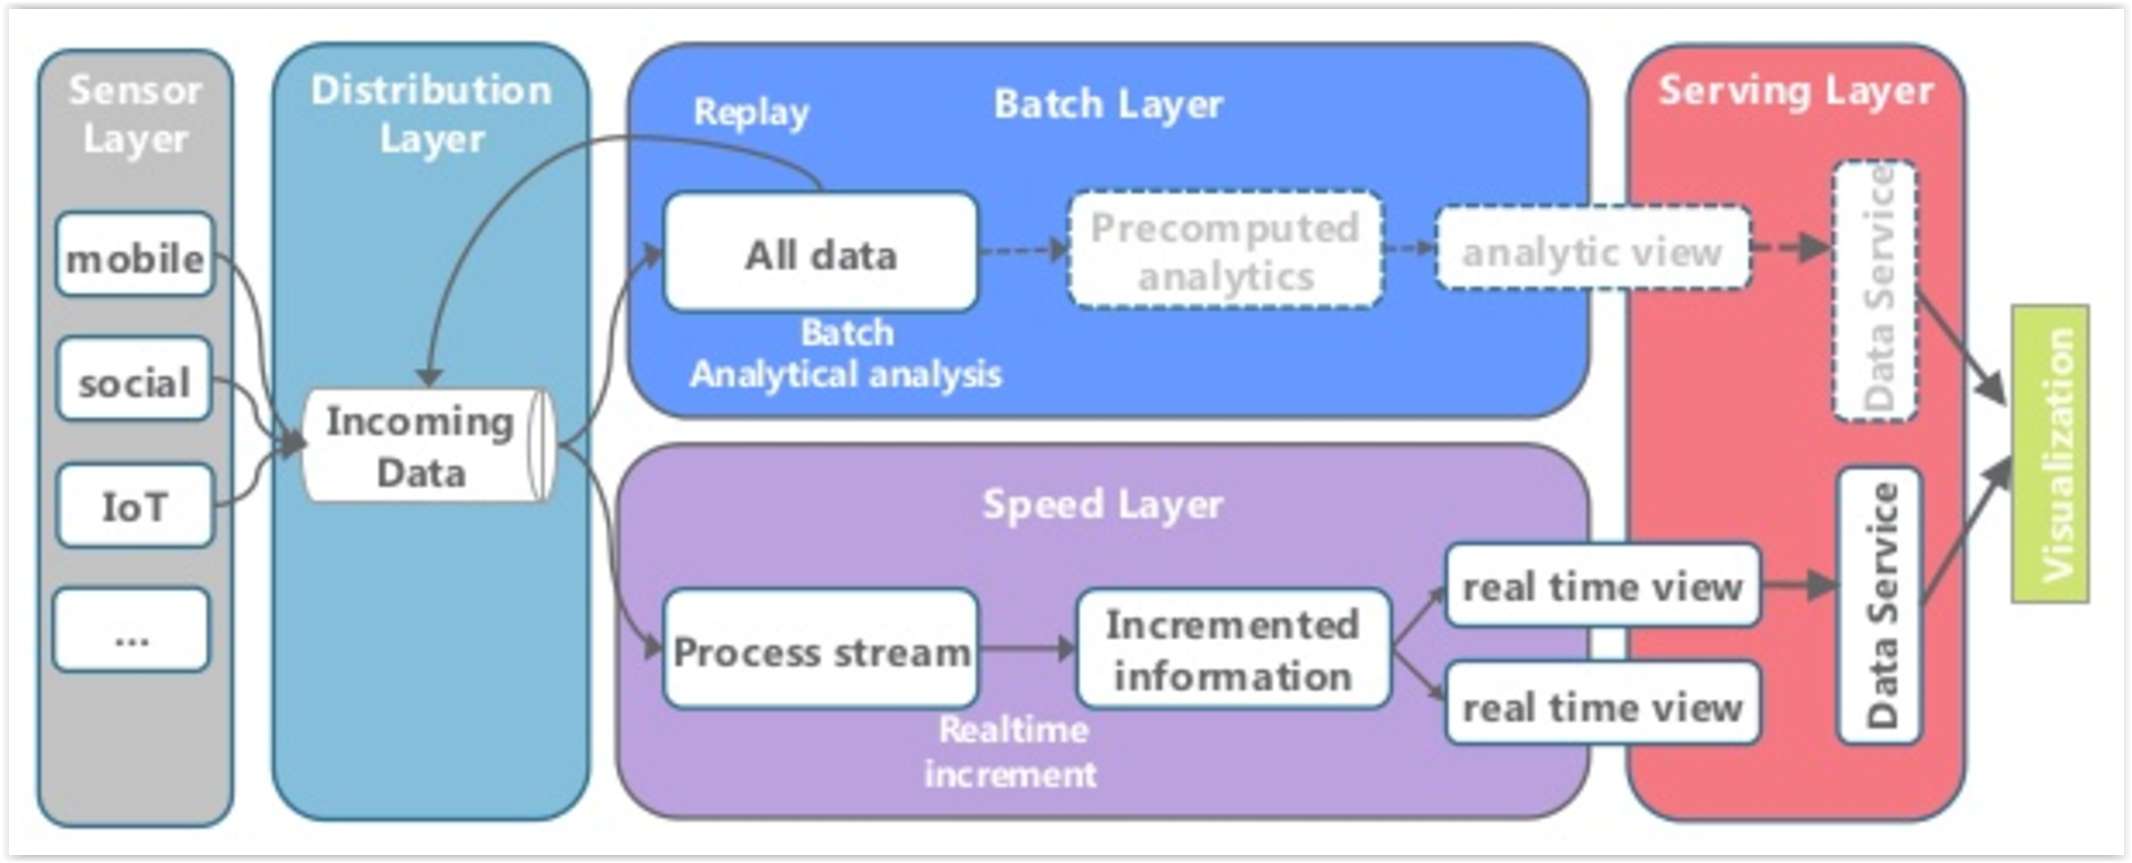 Sensor
Layer
mobile
social
IoT
...
Distribution
Layer
Incoming
Data
Batch Layer
Replay
All data
Batch
Analytical analysis
Precomputed
analytics
analytic view
Speed Layer
Process stream
Realtime
increment
Incremented
information
real time view
real time view
Serving Layer
Data Service
Data Service
Visualization